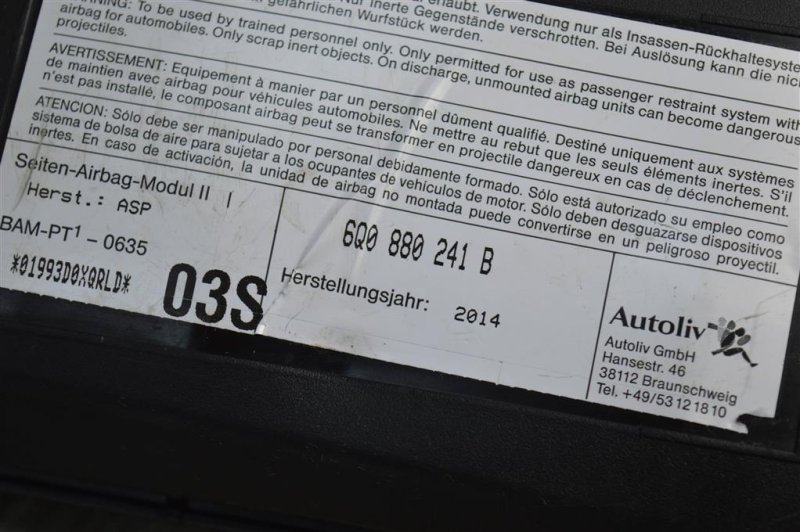 erlaubt. Verwendung nur als Insassen-Rückhaltesyste
gefährlichen Wurfstück werden. Nur inerte Gegenstände verschrotten. Bei Auslösung kann die nich
WARNING: To be used by trained personnel only. Only permitted for use as passenger restraint system with
airbag for automobiles. Only scrap inert objects. On discharge, unmounted airbag units can become dangerous
projectiles.
AVERTISSEMENT: Equipement à manier par un personnel dûment qualifié. Destiné uniquement aux systèmes
de maintien avec airbag pour véhicules automobiles. Ne mettre au rebut que les seuls éléments inertes. S'il
n'est pas installé, le composant airbag peut se transformer en projectile dangereux en cas de déclenchement.
ATENCION: Sólo debe ser manipulado por personal debidamente formado. Sólo está autorizado su empleo como
sistema de bolsa de aire para sujetar a los ocupantes de vehículos de motor. Sólo deben desguazarse dispositivos
inertes. En caso de activación, la unidad de airbag no montada puede convertirse en un peligroso proyectil.
Seiten-Airbag-Modul II I
Herst.: ASP
BAM-PT1-0635
*01993D0XQRLD*
03S
6Q0 880 241 B
Herstellungsjahr: 2014
Autoliv
Autoliv GmbH
Hansestr. 46
38112 Braunschweig
Tel. +49/53121810